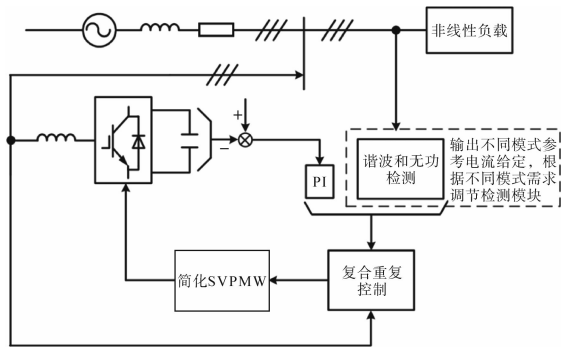 非线性负载
+
−
PI
谐波和无功
检测
输出不同模式参
考电流给定，根
据不同模式需求
调节检测模块
简化SVPMW
复合重复
控制